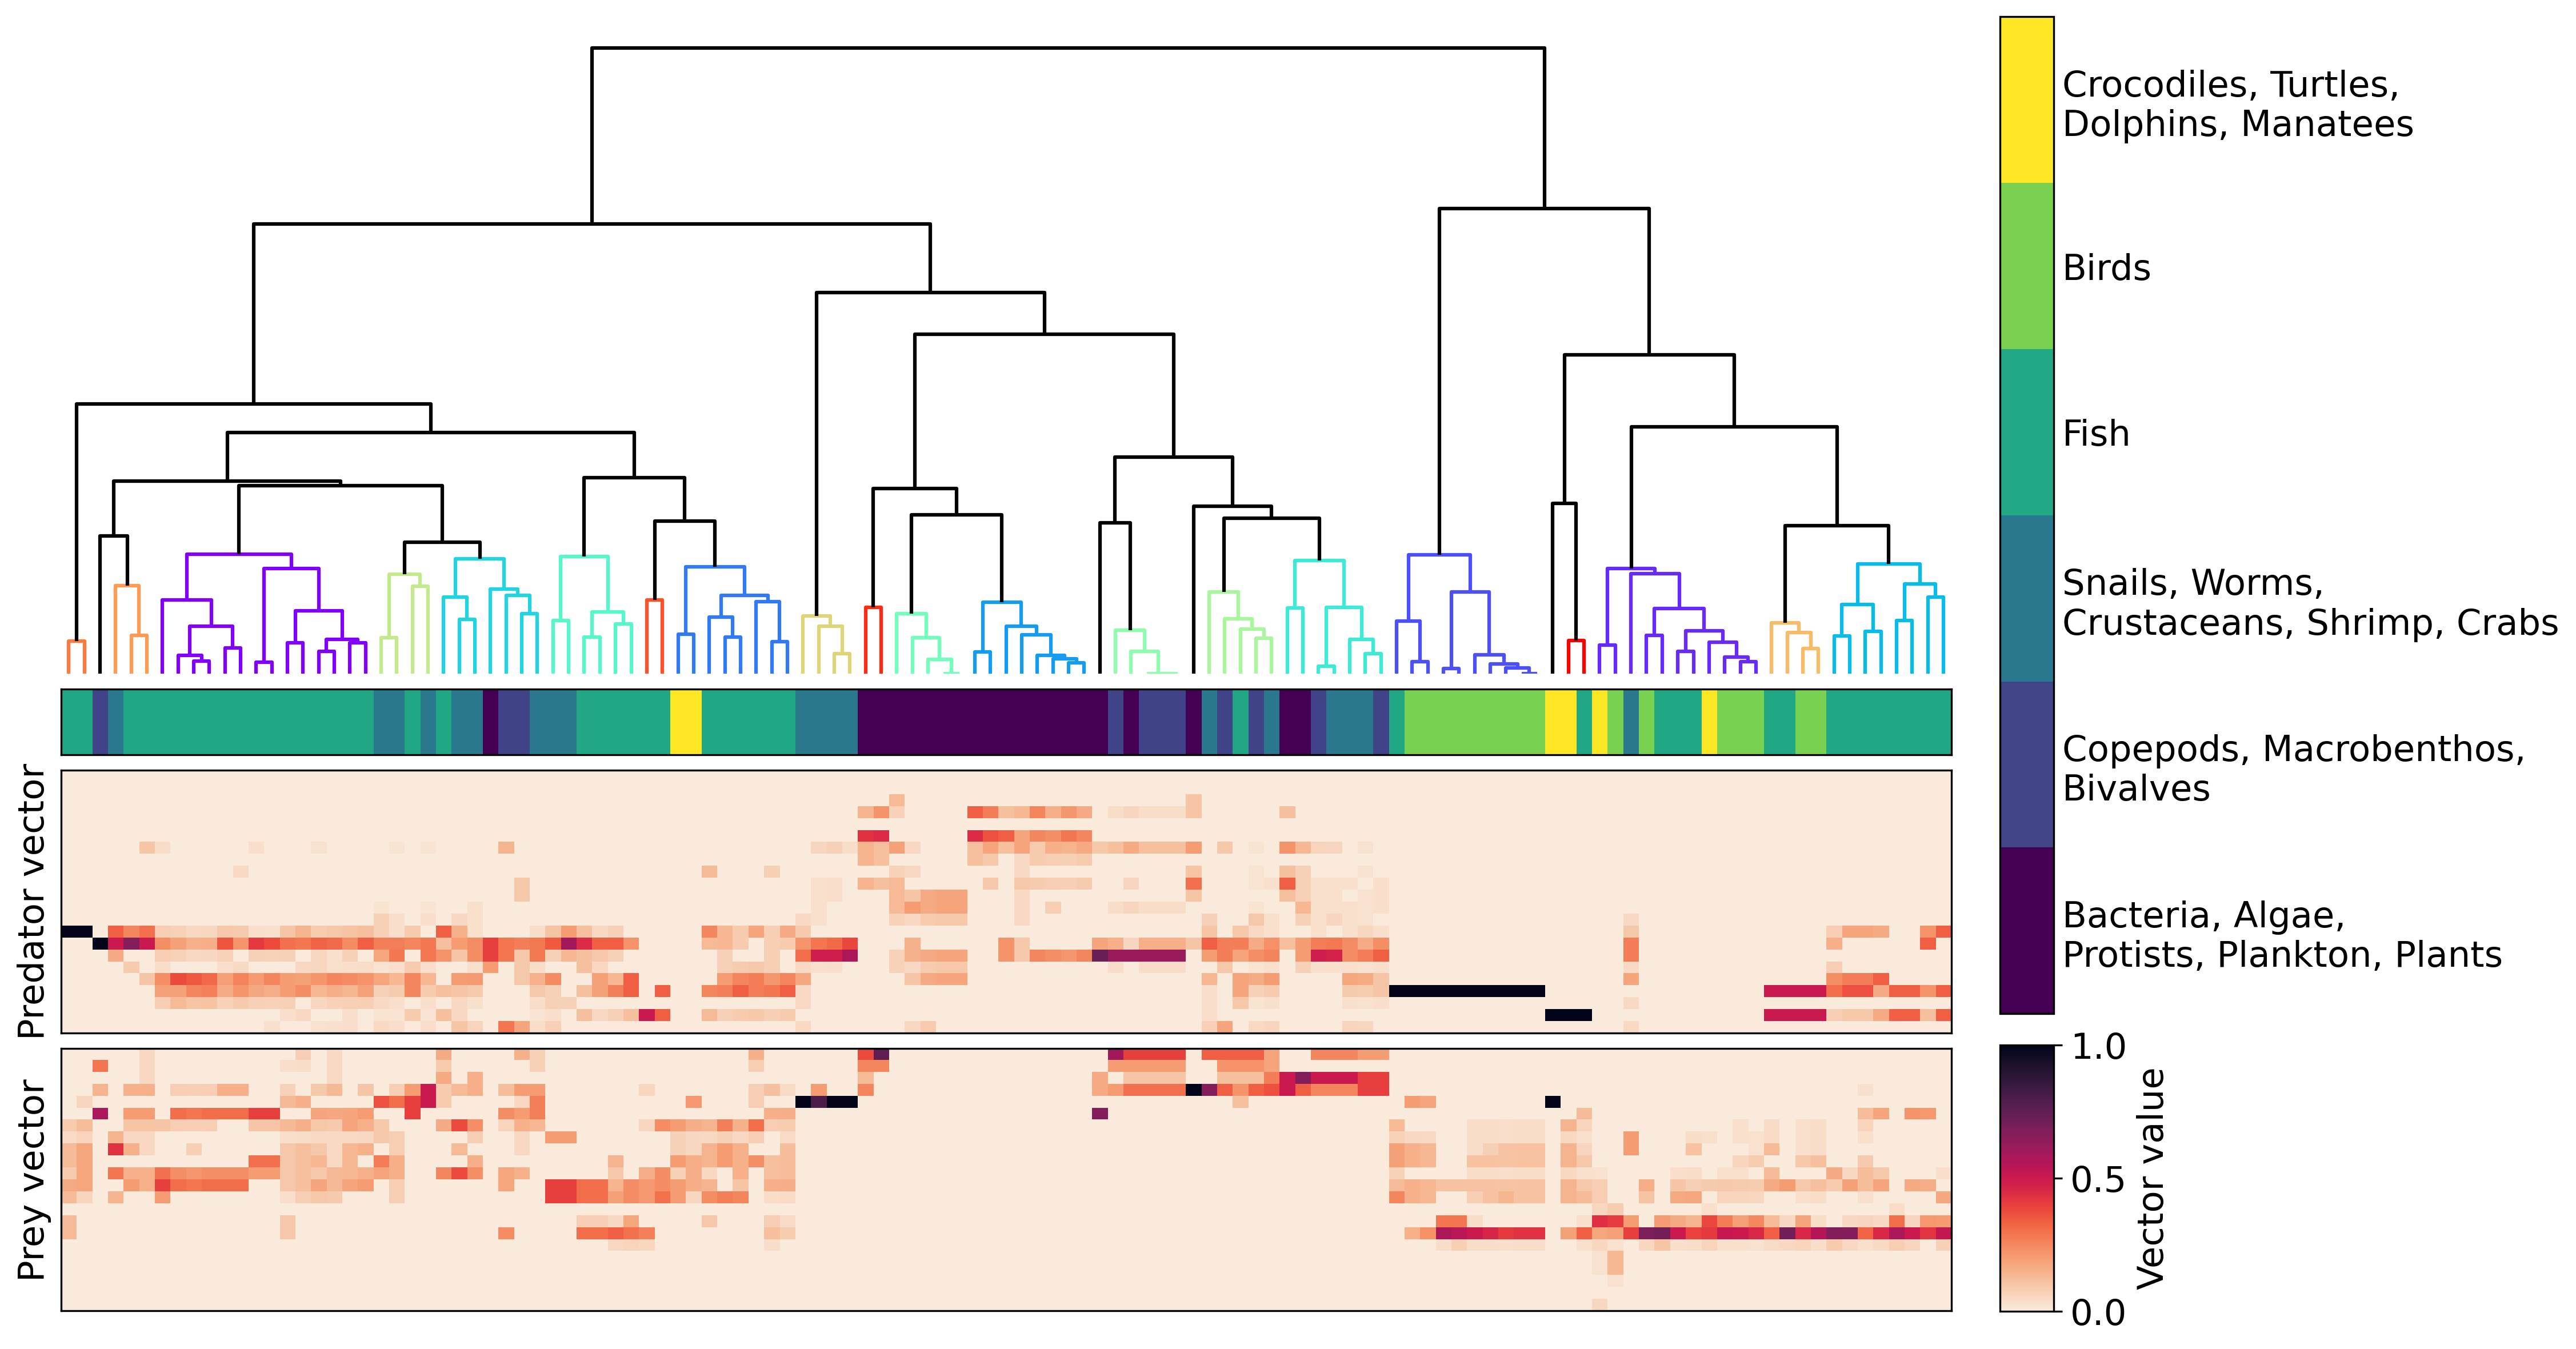 Crocodiles, Turtles,
Dolphins, Manatees
Birds
Fish
Snails, Worms,
Crustaceans, Shrimp, Crabs
Copepods, Macrobenthos,
Bivalves
Bacteria, Algae,
Protists, Plankton, Plants
Predator vector
Prey vector
1.0
0.5
0.0
Vector value